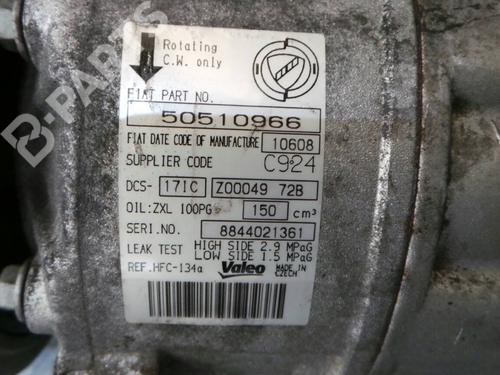 B-PARTS
Rotating
C.W. only
FIAT
FIAT PART NO.
50510966
FIAT DATE CODE OF MANUFACTURE 10608
SUPPLIER CODE C924
DCS- 17IC Z00049 72B
OIL:ZXL 100PG 150 cm³
SERI.NO. 8844021361
LEAK TEST HIGH SIDE 2.9 MPaG
LOW SIDE 1.5 MPaG
REF.HFC-134a Valeo MADE IN CZECH